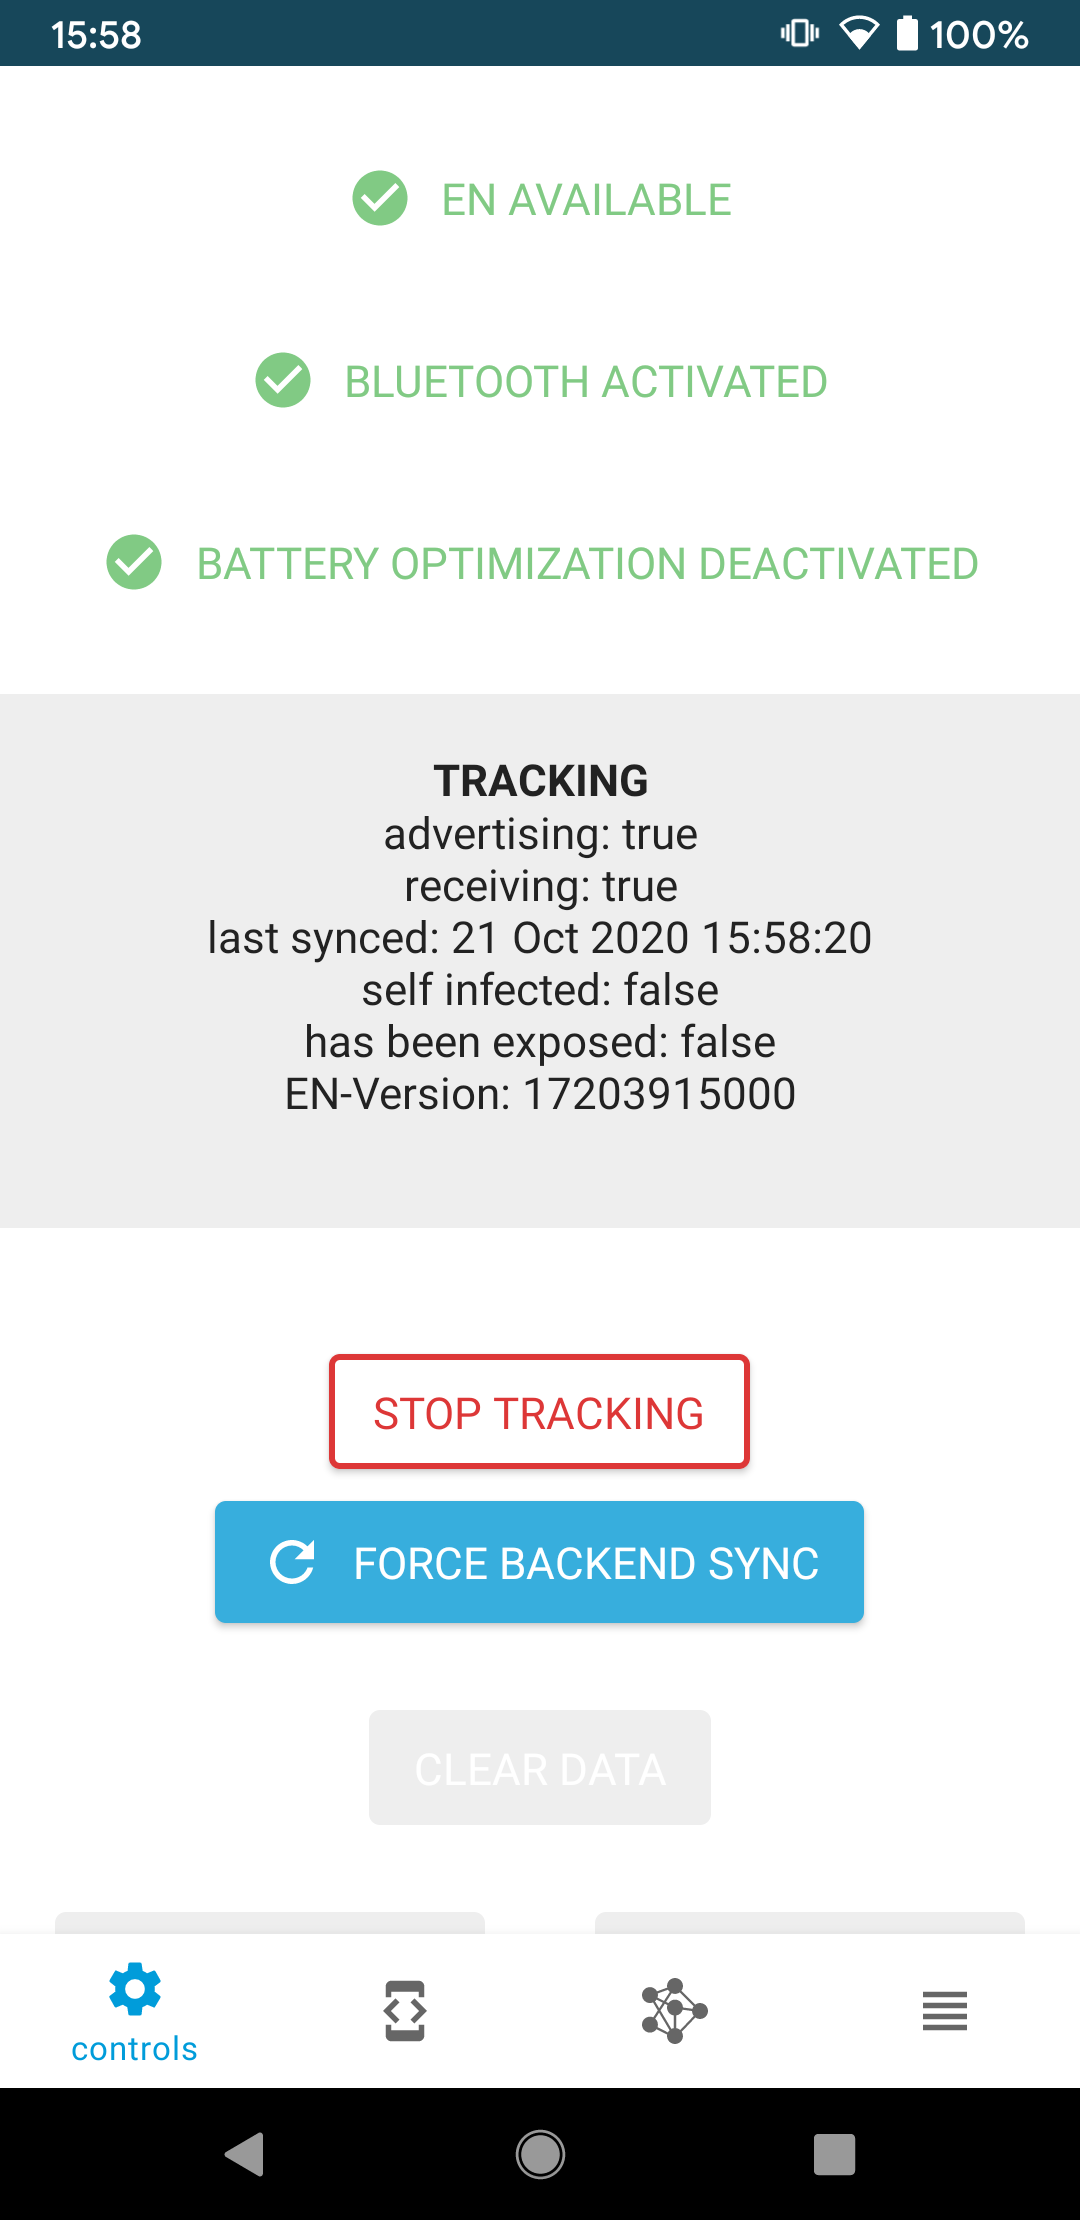 15:58
100%
EN AVAILABLE
BLUETOOTH ACTIVATED
BATTERY OPTIMIZATION DEACTIVATED
TRACKING
advertising: true
receiving: true
last synced: 21 Oct 2020 15:58:20
self infected: false
has been exposed: false
EN-Version: 17203915000
STOP TRACKING
FORCE BACKEND SYNC
CLEAR DATA
controls